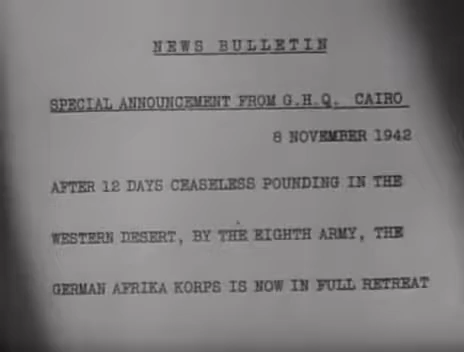 NEWS BULLETIN
SPECIAL ANNOUNCEMENT FROM G.H.Q. CAIRO
8 NOVEMBER 1942
AFTER 12 DAYS CEASELESS POUNDING IN THE
WESTERN DESERT, BY THE EIGHTH ARMY, THE
GERMAN AFRIKA KORPS IS NOW IN FULL RETREAT